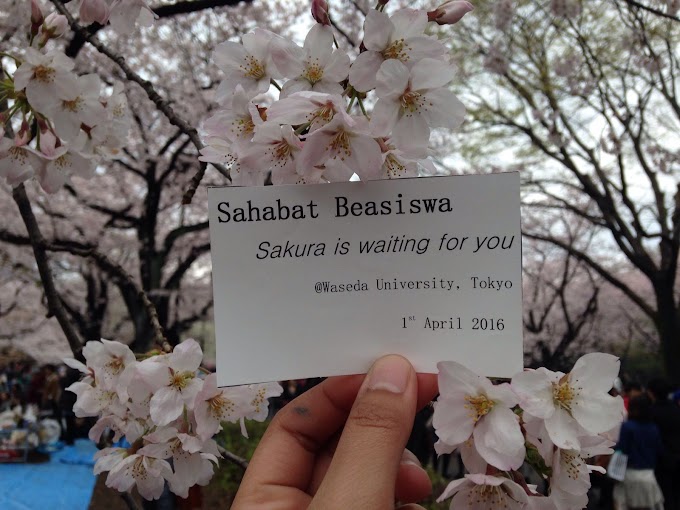 Sahabat Beasiswa
Sakura is waiting for you
@Waseda University, Tokyo
1st April 2016